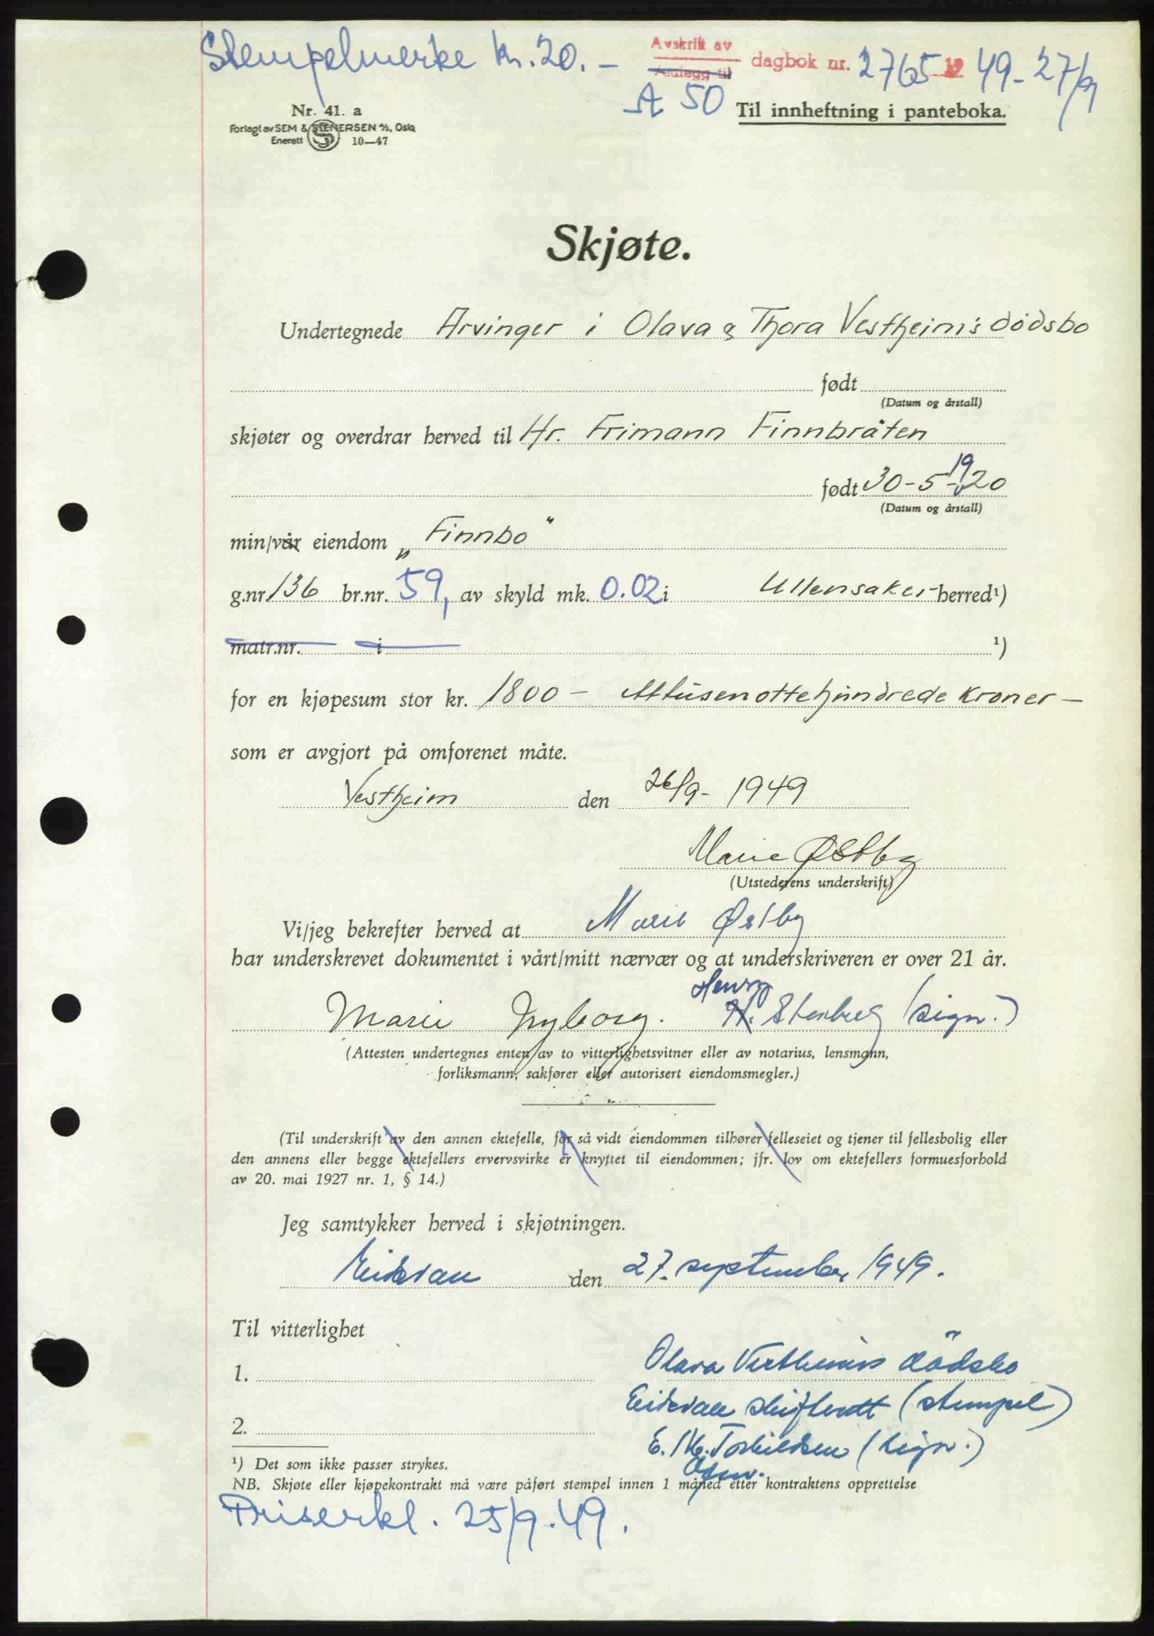 Stempelmerke kr. 20. –
Avskrift av
Innlegg til
dagbok nr. 2765 19 49 - 27/9
A 50
Til innheftning i panteboka.
Nr. 41. a
Forlagt av SEM & STENERSEN A/S, Oslo
Enerett S 10—47
Skjøte.
Undertegnede Arvinger i Olava & Thora Vestheim's dödsbo
født
(Datum og årstall)
skjøter og overdrar herved til Hr. Frimann Finnbråten
født 30-5-1920
(Datum og årstall)
min/vår eiendom „Finnbo"
g.nr. 136 br.nr. 59, av skyld mk. 0.02 i Ullensaker herred¹)
matr.nr. i ¹)
for en kjøpesum stor kr. 1800 – Attusenottehundrede kroner –
som er avgjort på omforenet måte.
Vestheim den 26/9 - 1949
Marie Østby
(Utstederens underskrift)
Vi/jeg bekrefter herved at Marie Østby
har underskrevet dokumentet i vårt/mitt nærvær og at underskriveren er over 21 år.
Henry
Marie Nyborg. H. Stenberg (sign.)
(Attesten undertegnes enten av to vitterlighetsvitner eller av notarius, lensmann,
forliksmann, sakfører eller autorisert eiendomsmegler.)
(Til underskrift av den annen ektefelle, for så vidt eiendommen tilhører felleseiet og tjener til fellesbolig eller
den annens eller begge ektefellers ervervsvirke er knyttet til eiendommen; jfr. lov om ektefellers formuesforhold
av 20. mai 1927 nr. 1, § 14.)
Jeg samtykker herved i skjøtningen.
Eidsvau den 27. september 1949.
Til vitterlighet
Olava Vestheims dödsbo
1.
Eidsvau skifterett (stempel)
2.
E. Kr. Torkildsen (sign.)
¹) Det som ikke passer strykes.
NB. Skjøte eller kjøpekontrakt må være påført stempel innen 1 måned etter kontraktens opprettelse
Priserkl. 25/9.49.